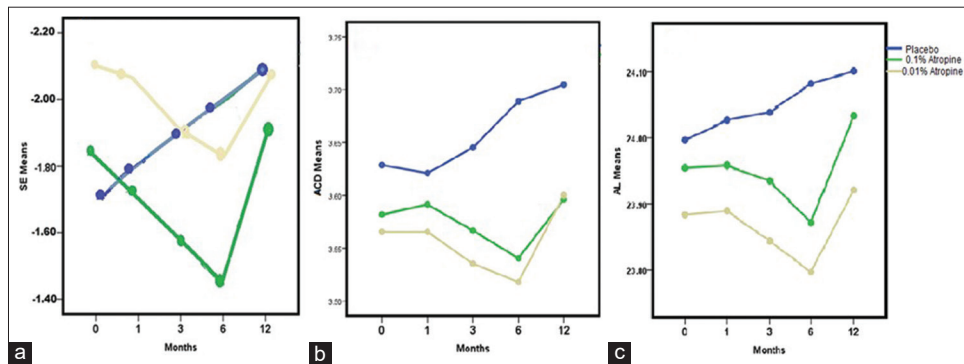 -2.20
-2.00
-1.80
-1.60
-1.40
SE Means
0 1 3 6 12
Months
a
3.75
3.70
3.65
3.60
ACD Means
0 1 3 6 12
Months
b
24.10
23.90
23.80
AL Means
0 1 3 6 12
Months
c
Placebo
0.1% Atropine
0.01% Atropine